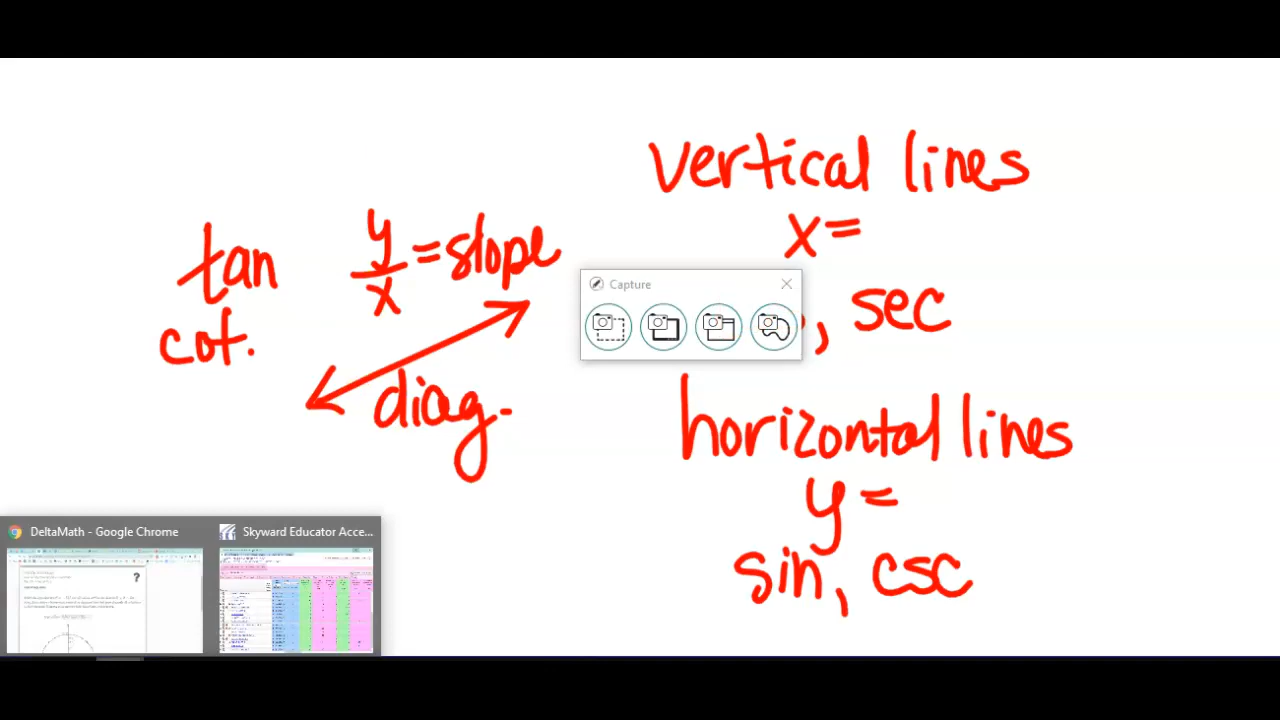 vertical lines
x=
tan
y/x = slope
Capture
, sec
cot.
diag.
horizontal lines
y =
sin, csc
DeltaMath - Google Chrome
Skyward Educator Acce...
?